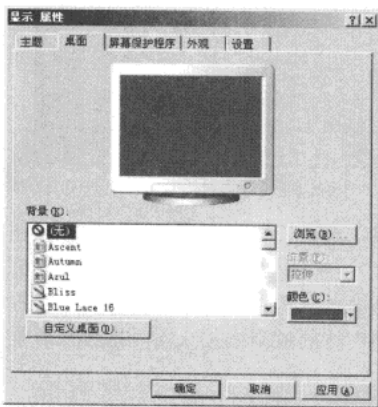 显示 属性
主题 桌面 屏幕保护程序 外观 设置
背景(K):
(无)
Ascent
Autumn
Azul
Bliss
Blue Lace 16
浏览(B)...
位置(P):
拉伸
颜色(C):
自定义桌面(D)...
确定 取消 应用(A)